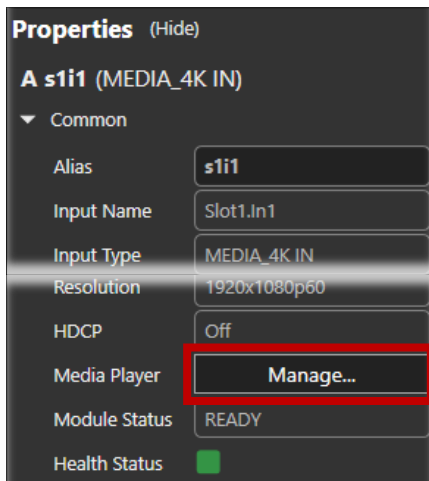 Properties (Hide)
A s1i1 (MEDIA_4K IN)
Common
Alias s1i1
Input Name Slot1.In1
Input Type MEDIA_4K IN
Resolution 1920x1080p60
HDCP Off
Media Player Manage...
Module Status READY
Health Status